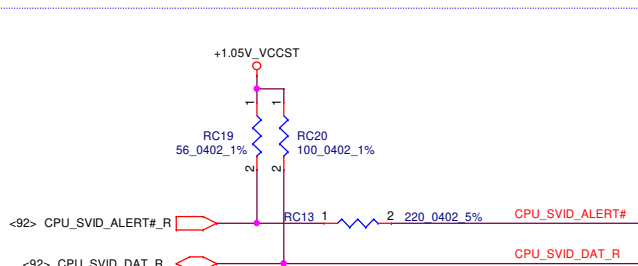 +1.05V_VCCST
1 1
RC19 RC20
56_0402_1% 100_0402_1%
2 2
<92> CPU_SVID_ALERT#_R RC13 1 2 220_0402_5% CPU_SVID_ALERT#
<92> CPU_SVID_DAT_R CPU_SVID_DAT_R